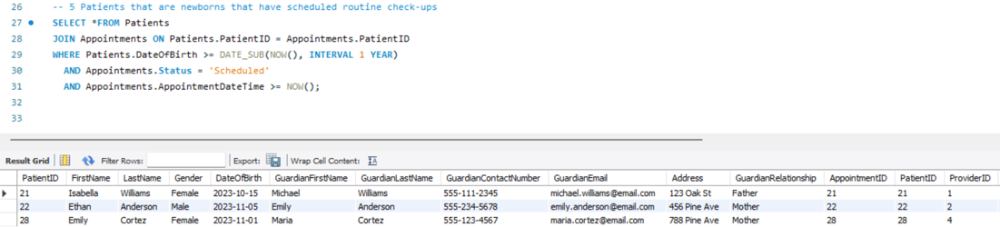 26 -- 5 Patients that are newborns that have scheduled routine check-ups
27 SELECT *FROM Patients
28 JOIN Appointments ON Patients.PatientID = Appointments.PatientID
29 WHERE Patients.DateOfBirth >= DATE_SUB(NOW(), INTERVAL 1 YEAR)
30 AND Appointments.Status = 'Scheduled'
31 AND Appointments.AppointmentDateTime >= NOW();
32
33
Result Grid Filter Rows: Export: Wrap Cell Content: IA
PatientID FirstName LastName Gender DateOfBirth GuardianFirstName GuardianLastName GuardianContactNumber GuardianEmail Address GuardianRelationship AppointmentID PatientID ProviderID
21 Isabella Williams Female 2023-10-15 Michael Williams 555-111-2345 michael.williams@email.com 123 Oak St Father 21 21 1
22 Ethan Anderson Male 2023-11-05 Emily Anderson 555-234-5678 emily.anderson@email.com 456 Pine Ave Mother 22 22 2
28 Emily Cortez Female 2023-11-01 Maria Cortez 555-123-4567 maria.cortez@email.com 788 Pine Ave Mother 28 28 4